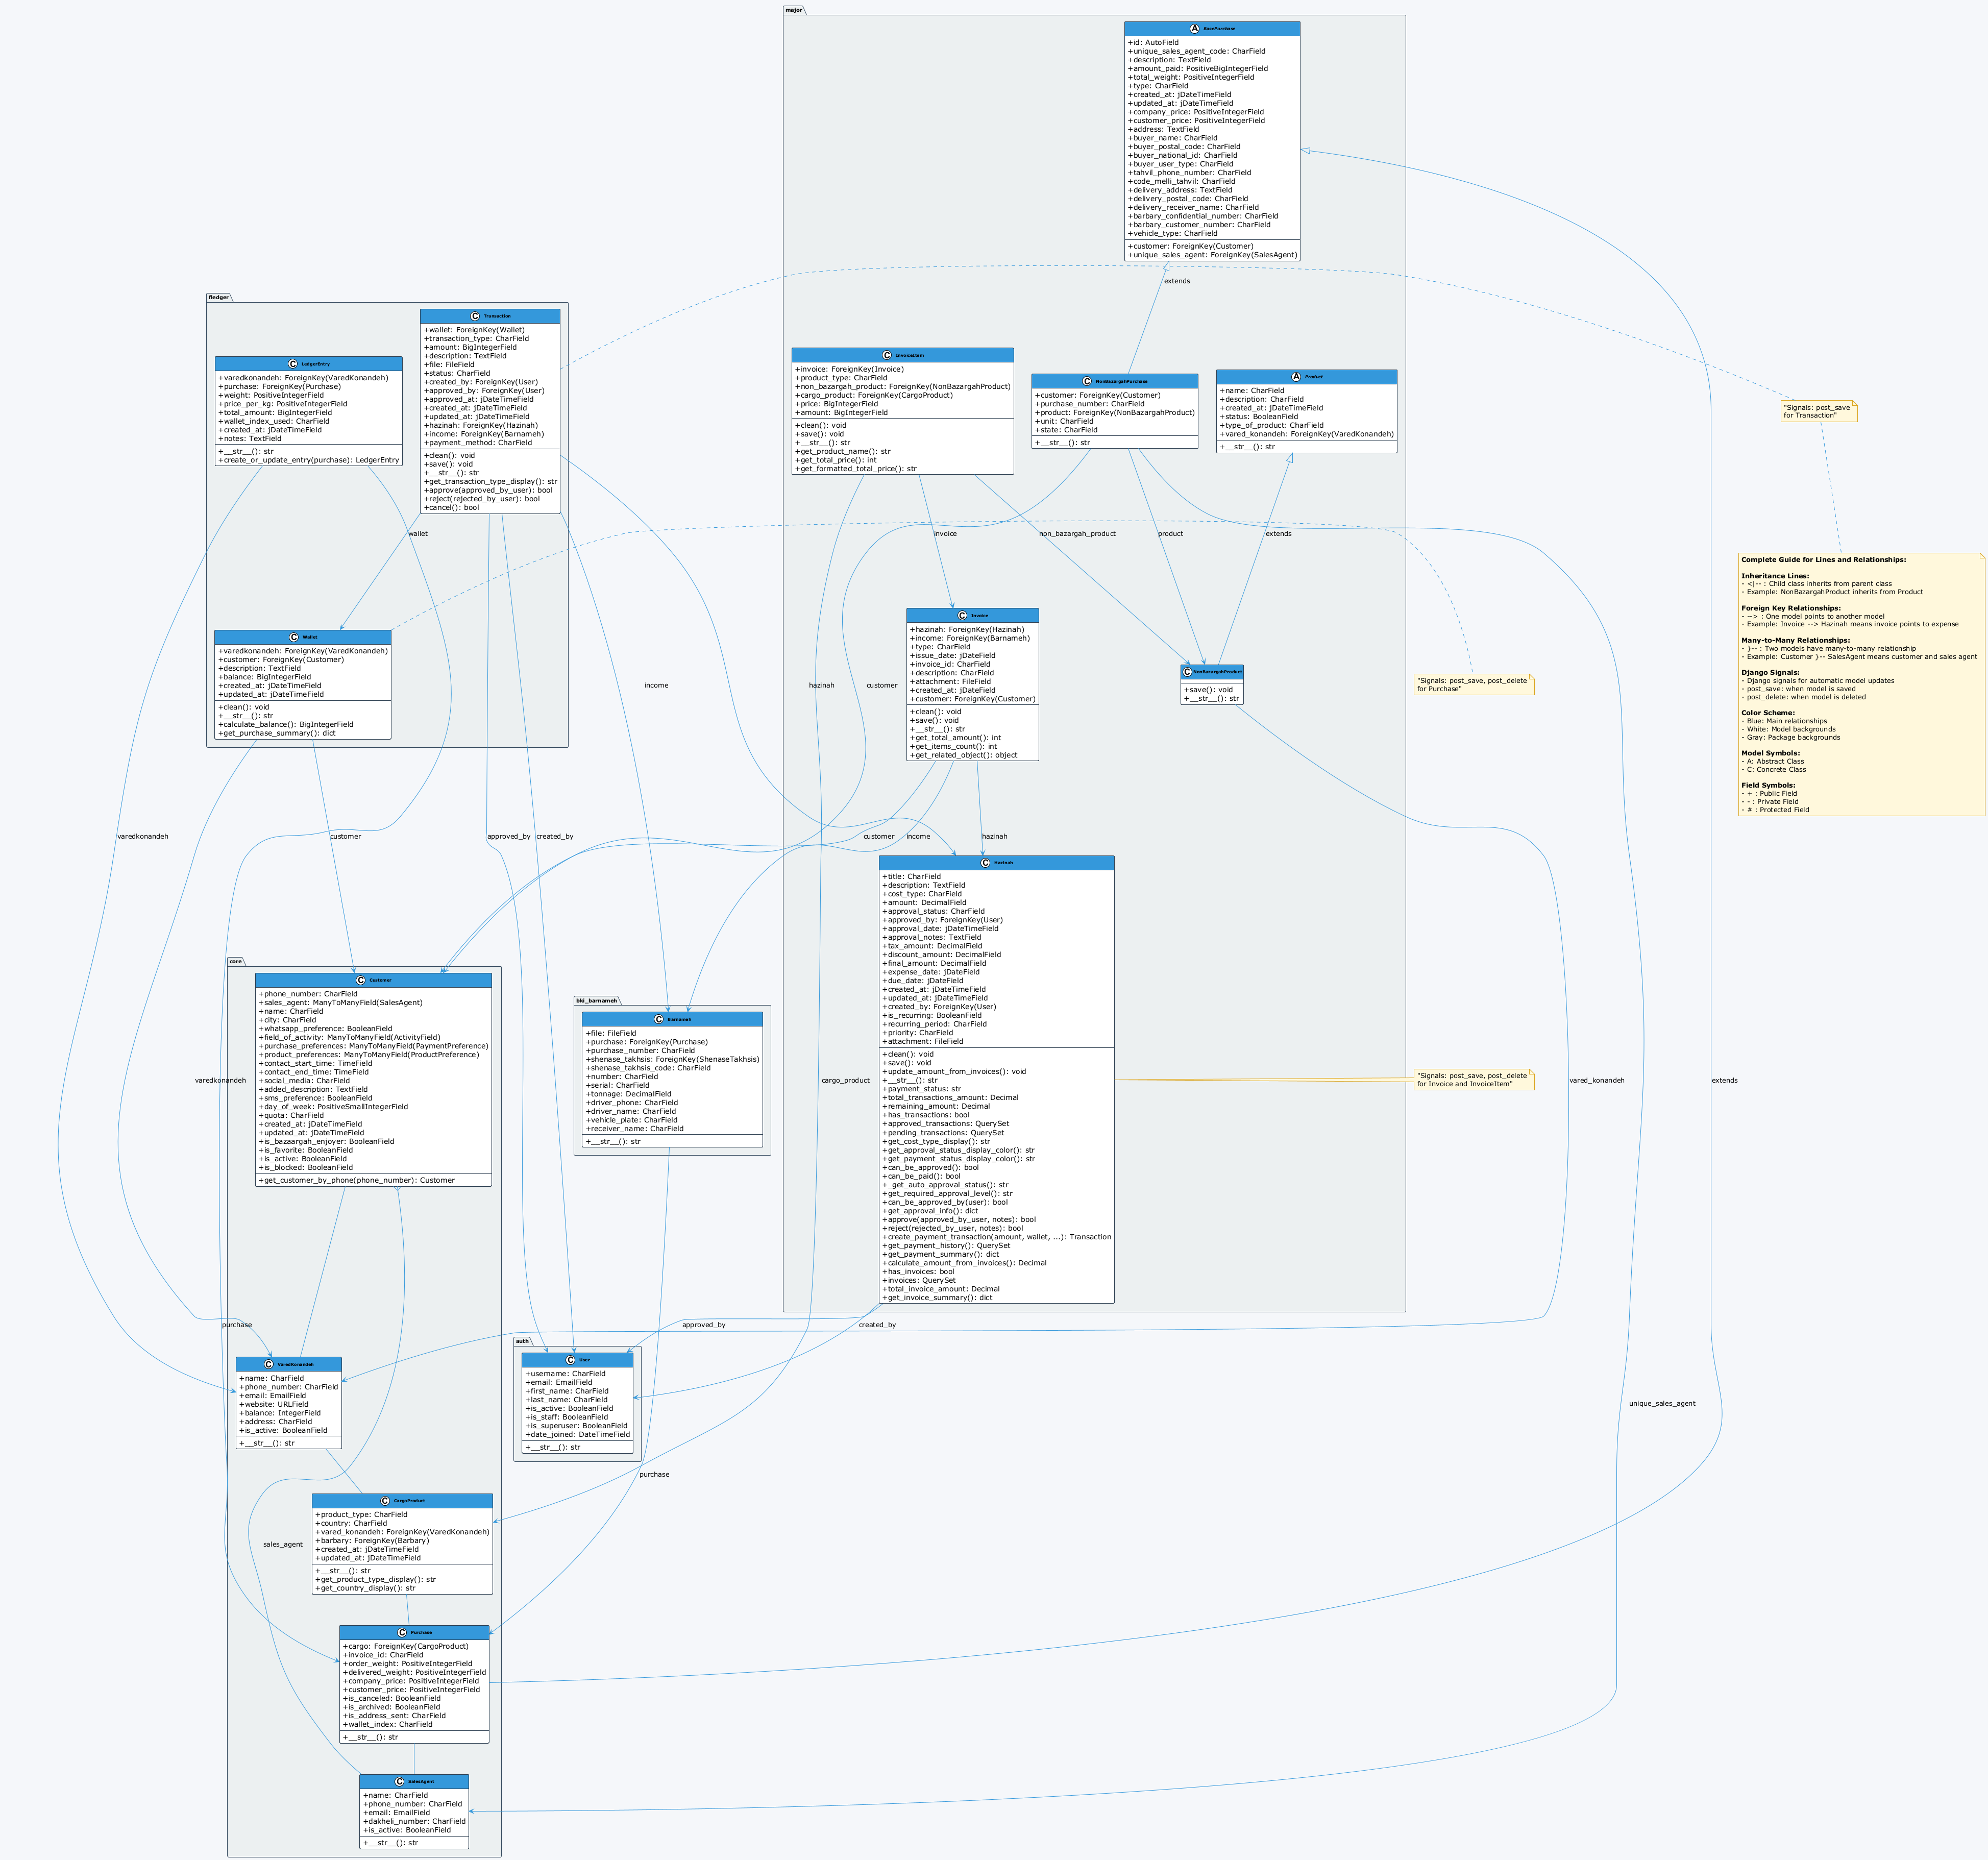 major
BasePurchase
+id: AutoField
+unique_sales_agent_code: CharField
+description: TextField
+amount_paid: PositiveBigIntegerField
+total_weight: PositiveIntegerField
+type: CharField
+created_at: jDateTimeField
+updated_at: jDateTimeField
+company_price: PositiveIntegerField
+customer_price: PositiveIntegerField
+address: TextField
+buyer_name: CharField
+buyer_postal_code: CharField
+buyer_national_id: CharField
+buyer_user_type: CharField
+tahvil_phone_number: CharField
+code_melli_tahvil: CharField
+delivery_address: TextField
+delivery_postal_code: CharField
+delivery_receiver_name: CharField
+barbary_confidential_number: CharField
+barbary_customer_number: CharField
+vehicle_type: CharField
+customer: ForeignKey(Customer)
+unique_sales_agent: ForeignKey(SalesAgent)
extends
fledger
Transaction
+wallet: ForeignKey(Wallet)
+transaction_type: CharField
+amount: BigIntegerField
+description: TextField
+file: FileField
+status: CharField
+created_by: ForeignKey(User)
+approved_by: ForeignKey(User)
+approved_at: jDateTimeField
+created_at: jDateTimeField
+updated_at: jDateTimeField
+hazinah: ForeignKey(Hazinah)
+income: ForeignKey(Barnameh)
+payment_method: CharField
+clean(): void
+save(): void
+__str__(): str
+get_transaction_type_display(): str
+approve(approved_by_user): bool
+reject(rejected_by_user): bool
+cancel(): bool
LedgerEntry
+varedkonandeh: ForeignKey(VaredKonandeh)
+purchase: ForeignKey(Purchase)
+weight: PositiveIntegerField
+price_per_kg: PositiveIntegerField
+total_amount: BigIntegerField
+wallet_index_used: CharField
+created_at: jDateTimeField
+notes: TextField
+__str__(): str
+create_or_update_entry(purchase): LedgerEntry
InvoiceItem
+invoice: ForeignKey(Invoice)
+product_type: CharField
+non_bazargah_product: ForeignKey(NonBazargahProduct)
+cargo_product: ForeignKey(CargoProduct)
+price: BigIntegerField
+amount: BigIntegerField
+clean(): void
+save(): void
+__str__(): str
+get_product_name(): str
+get_total_price(): int
+get_formatted_total_price(): str
NonBazargahPurchase
+customer: ForeignKey(Customer)
+purchase_number: CharField
+product: ForeignKey(NonBazargahProduct)
+unit: CharField
+state: CharField
+__str__(): str
Product
+name: CharField
+description: CharField
+created_at: jDateTimeField
+status: BooleanField
+type_of_product: CharField
+vared_konandeh: ForeignKey(VaredKonandeh)
+__str__(): str
"Signals: post_save
for Transaction"
wallet
invoice
non_bazargah_product
product
extends
Complete Guide for Lines and Relationships:
Inheritance Lines:
- <|-- : Child class inherits from parent class
- Example: NonBazargahProduct inherits from Product
Foreign Key Relationships:
- --> : One model points to another model
- Example: Invoice --> Hazinah means invoice points to expense
Many-to-Many Relationships:
- }-- : Two models have many-to-many relationship
- Example: Customer }-- SalesAgent means customer and sales agent
Django Signals:
- Django signals for automatic model updates
- post_save: when model is saved
- post_delete: when model is deleted
Color Scheme:
- Blue: Main relationships
- White: Model backgrounds
- Gray: Package backgrounds
Model Symbols:
- A: Abstract Class
- C: Concrete Class
Field Symbols:
- + : Public Field
- - : Private Field
- # : Protected Field
Wallet
+varedkonandeh: ForeignKey(VaredKonandeh)
+customer: ForeignKey(Customer)
+description: TextField
+balance: BigIntegerField
+created_at: jDateTimeField
+updated_at: jDateTimeField
+clean(): void
+__str__(): str
+calculate_balance(): BigIntegerField
+get_purchase_summary(): dict
Invoice
+hazinah: ForeignKey(Hazinah)
+income: ForeignKey(Barnameh)
+type: CharField
+issue_date: jDateField
+invoice_id: CharField
+description: CharField
+attachment: FileField
+created_at: jDateField
+customer: ForeignKey(Customer)
+clean(): void
+save(): void
+__str__(): str
+get_total_amount(): int
+get_items_count(): int
+get_related_object(): object
NonBazargahProduct
+save(): void
+__str__(): str
"Signals: post_save, post_delete
for Purchase"
income
hazinah
customer
varedkonandeh
customer
approved_by
created_by
customer
income
hazinah
Hazinah
+title: CharField
+description: TextField
+cost_type: CharField
+amount: DecimalField
+approval_status: CharField
+approved_by: ForeignKey(User)
+approval_date: jDateTimeField
+approval_notes: TextField
+tax_amount: DecimalField
+discount_amount: DecimalField
+final_amount: DecimalField
+expense_date: jDateField
+due_date: jDateField
+created_at: jDateTimeField
+updated_at: jDateTimeField
+created_by: ForeignKey(User)
+is_recurring: BooleanField
+recurring_period: CharField
+priority: CharField
+attachment: FileField
+clean(): void
+save(): void
+update_amount_from_invoices(): void
+__str__(): str
+payment_status: str
+total_transactions_amount: Decimal
+remaining_amount: Decimal
+has_transactions: bool
+approved_transactions: QuerySet
+pending_transactions: QuerySet
+get_cost_type_display(): str
+get_approval_status_display_color(): str
+get_payment_status_display_color(): str
+can_be_approved(): bool
+can_be_paid(): bool
+_get_auto_approval_status(): str
+get_required_approval_level(): str
+can_be_approved_by(user): bool
+get_approval_info(): dict
+approve(approved_by_user, notes): bool
+reject(rejected_by_user, notes): bool
+create_payment_transaction(amount, wallet, ...): Transaction
+get_payment_history(): QuerySet
+get_payment_summary(): dict
+calculate_amount_from_invoices(): Decimal
+has_invoices: bool
+invoices: QuerySet
+total_invoice_amount: Decimal
+get_invoice_summary(): dict
core
Customer
+phone_number: CharField
+sales_agent: ManyToManyField(SalesAgent)
+name: CharField
+city: CharField
+whatsapp_preference: BooleanField
+field_of_activity: ManyToManyField(ActivityField)
+purchase_preferences: ManyToManyField(PaymentPreference)
+product_preferences: ManyToManyField(ProductPreference)
+contact_start_time: TimeField
+contact_end_time: TimeField
+social_media: CharField
+added_description: TextField
+sms_preference: BooleanField
+day_of_week: PositiveSmallIntegerField
+quota: CharField
+created_at: jDateTimeField
+updated_at: jDateTimeField
+is_bazaargah_enjoyer: BooleanField
+is_favorite: BooleanField
+is_active: BooleanField
+is_blocked: BooleanField
+get_customer_by_phone(phone_number): Customer
bki_barnameh
Barnameh
+file: FileField
+purchase: ForeignKey(Purchase)
+purchase_number: CharField
+shenase_takhsis: ForeignKey(ShenaseTakhsis)
+shenase_takhsis_code: CharField
+number: CharField
+serial: CharField
+tonnage: DecimalField
+driver_phone: CharField
+driver_name: CharField
+vehicle_plate: CharField
+receiver_name: CharField
+__str__(): str
"Signals: post_save, post_delete
for Invoice and InvoiceItem"
varedkonandeh
cargo_product
vared_konandeh
extends
purchase
approved_by
created_by
auth
User
+username: CharField
+email: EmailField
+first_name: CharField
+last_name: CharField
+is_active: BooleanField
+is_staff: BooleanField
+is_superuser: BooleanField
+date_joined: DateTimeField
+__str__(): str
VaredKonandeh
+name: CharField
+phone_number: CharField
+email: EmailField
+website: URLField
+balance: IntegerField
+address: CharField
+is_active: BooleanField
+__str__(): str
unique_sales_agent
purchase
CargoProduct
+product_type: CharField
+country: CharField
+vared_konandeh: ForeignKey(VaredKonandeh)
+barbary: ForeignKey(Barbary)
+created_at: jDateTimeField
+updated_at: jDateTimeField
+__str__(): str
+get_product_type_display(): str
+get_country_display(): str
sales_agent
Purchase
+cargo: ForeignKey(CargoProduct)
+invoice_id: CharField
+order_weight: PositiveIntegerField
+delivered_weight: PositiveIntegerField
+company_price: PositiveIntegerField
+customer_price: PositiveIntegerField
+is_canceled: BooleanField
+is_archived: BooleanField
+is_address_sent: CharField
+wallet_index: CharField
+__str__(): str
SalesAgent
+name: CharField
+phone_number: CharField
+email: EmailField
+dakheli_number: CharField
+is_active: BooleanField
+__str__(): str